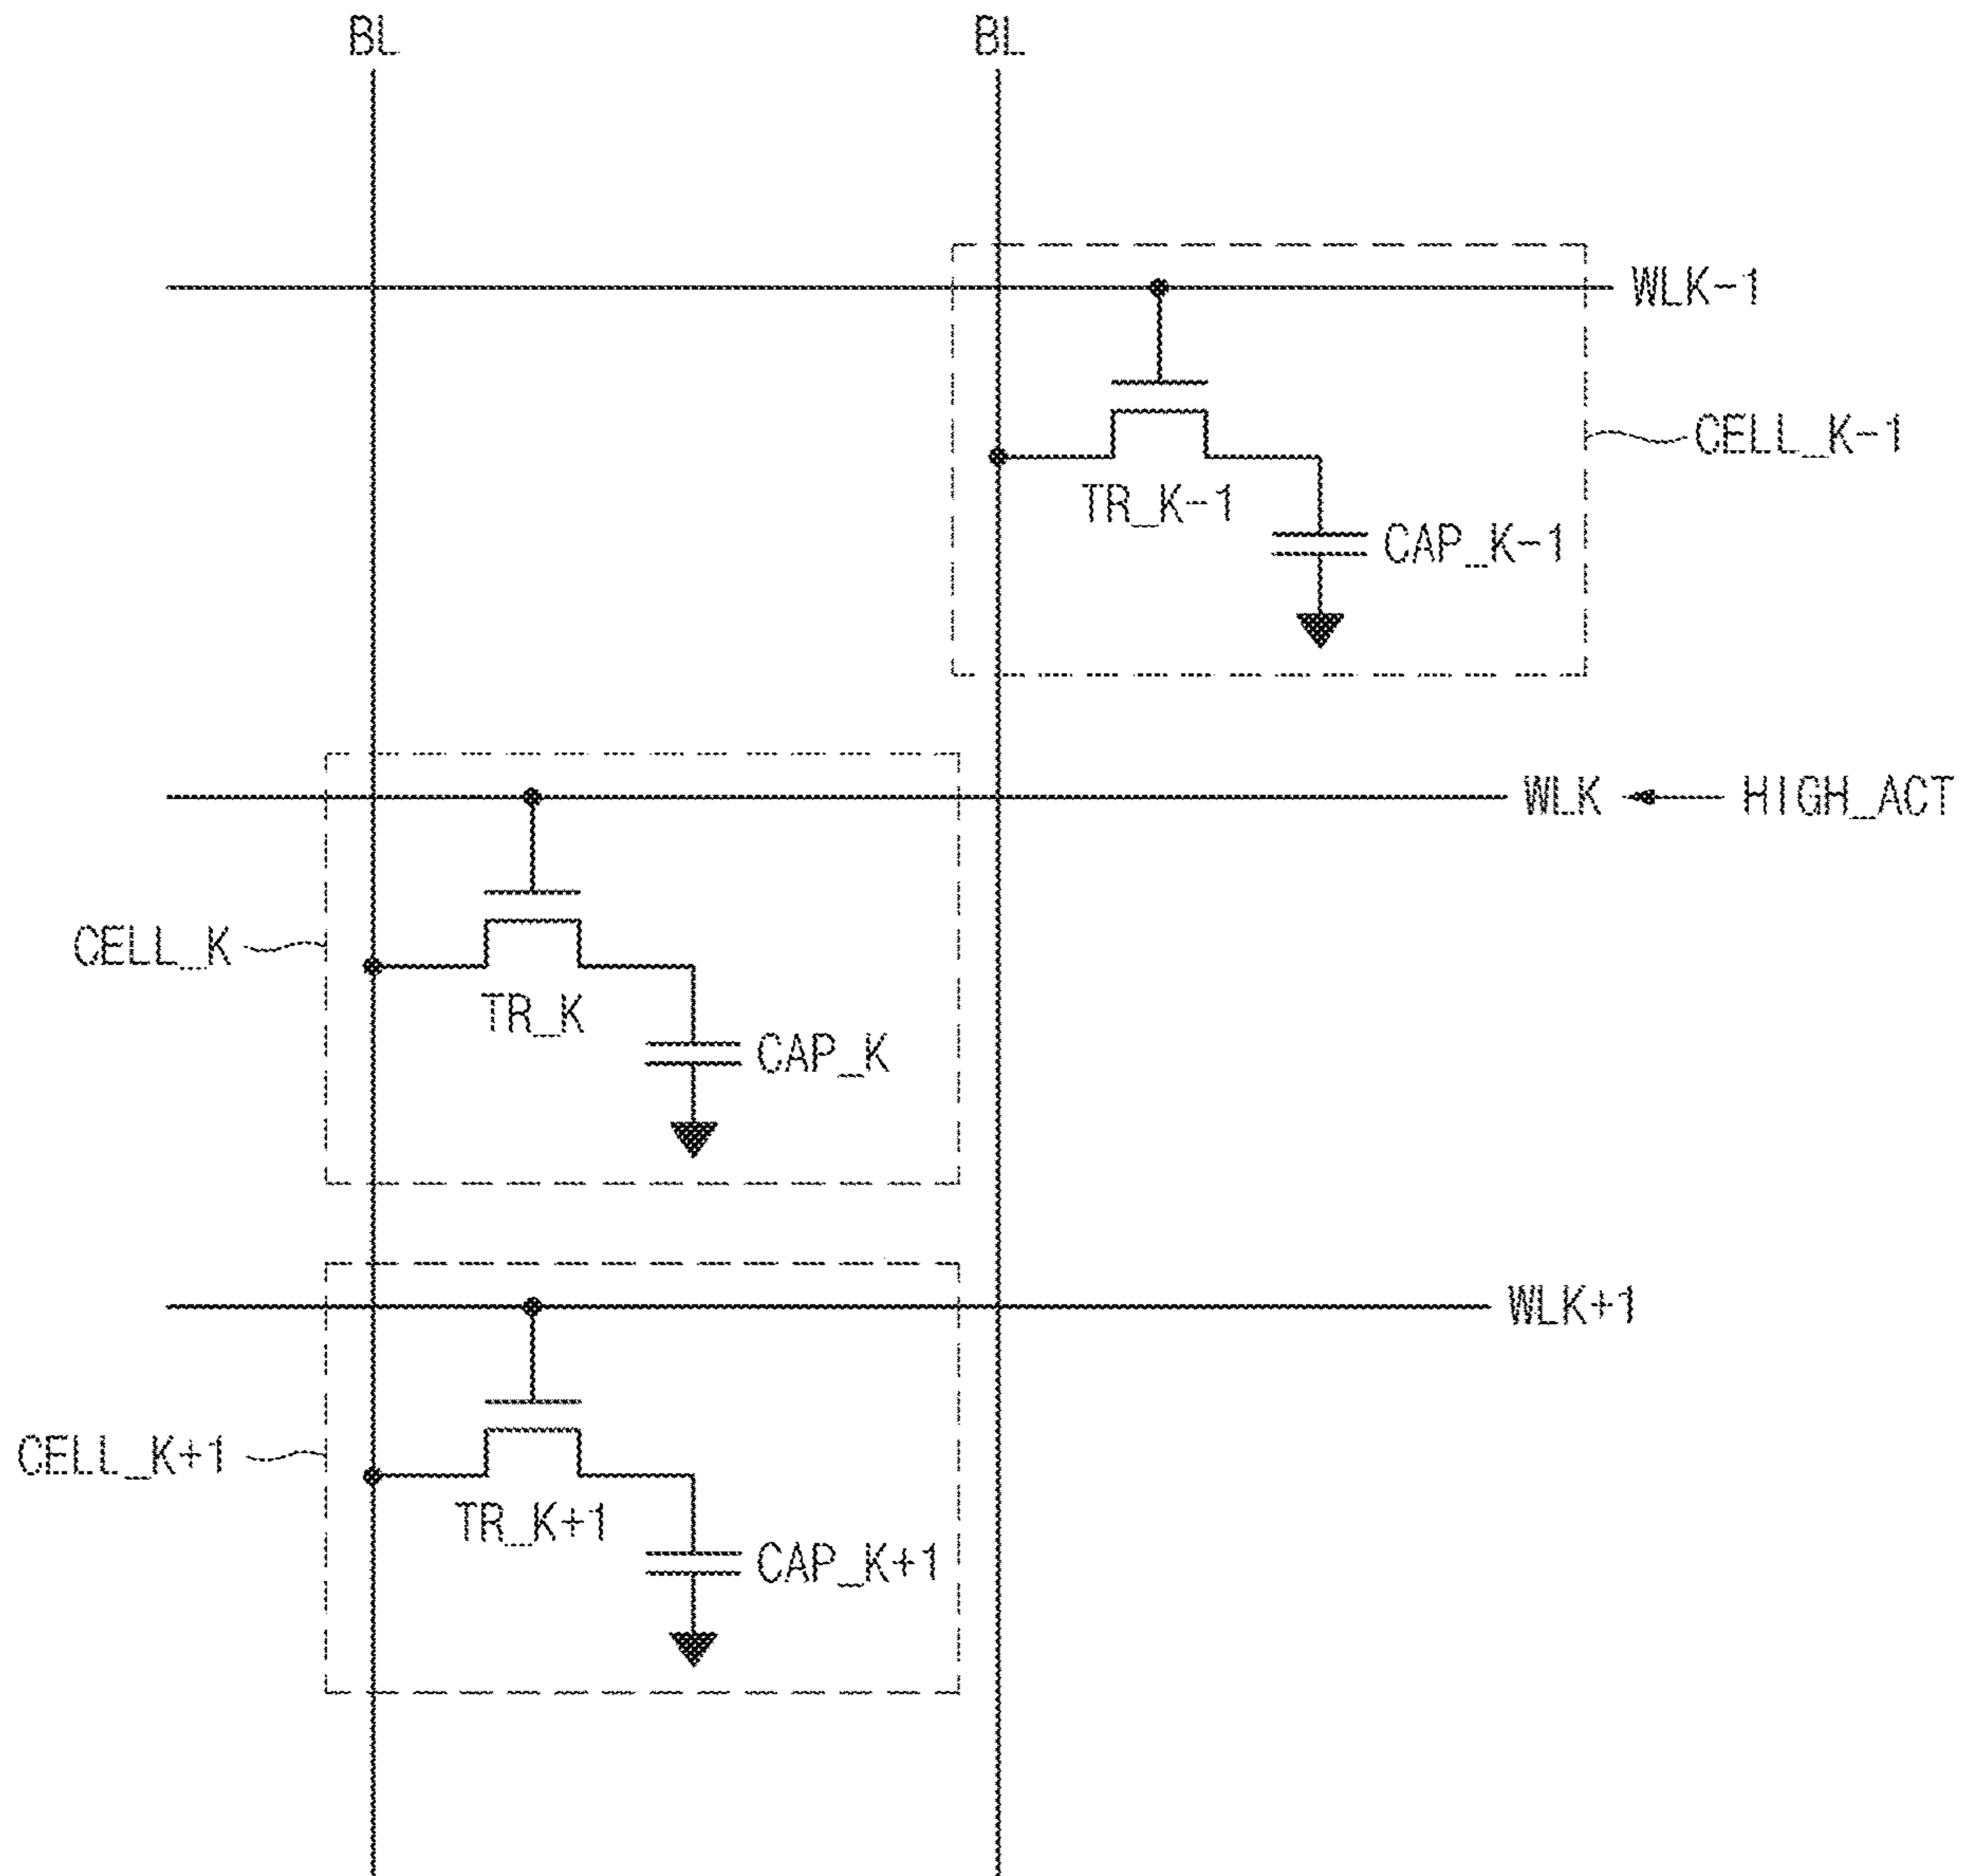 BL
BL
WLK-1
CELL_K-1
TR_K-1
CAP_K-1
WLK
HIGH_ACT
CELL_K
TR_K
CAP_K
WLK+1
CELL_K+1
TR_K+1
CAP_K+1